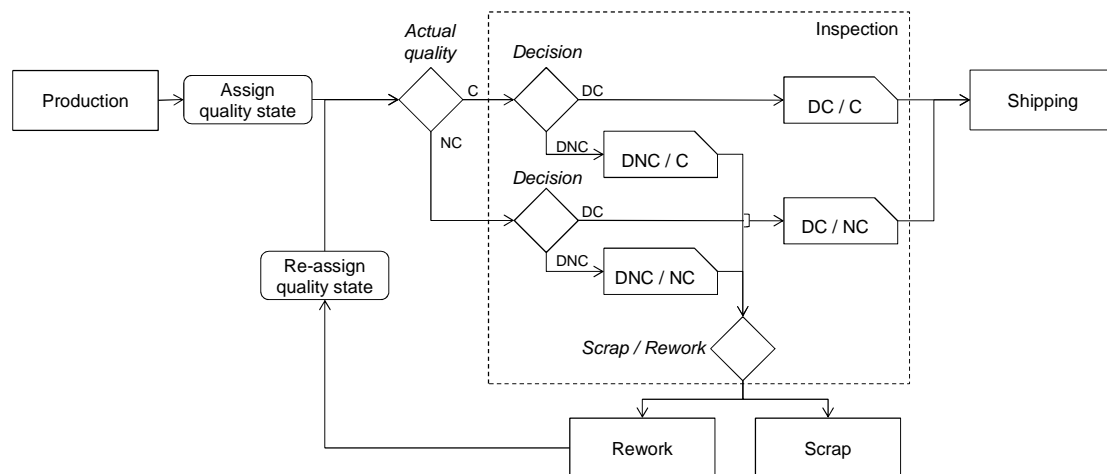 Inspection
Actual
quality
Decision
Production
Assign
quality state
C
DC
DC / C
Shipping
NC
DNC
DNC / C
Decision
DC
DC / NC
Re-assign
quality state
DNC
DNC / NC
Scrap / Rework
Rework
Scrap